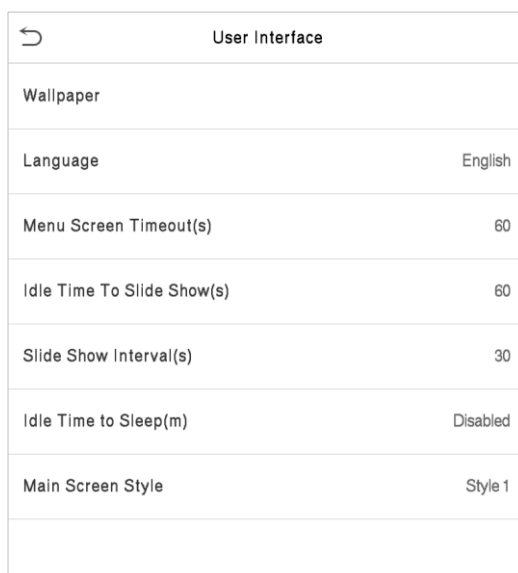 User Interface
Wallpaper
Language English
Menu Screen Timeout(s) 60
Idle Time To Slide Show(s) 60
Slide Show Interval(s) 30
Idle Time to Sleep(m) Disabled
Main Screen Style Style 1